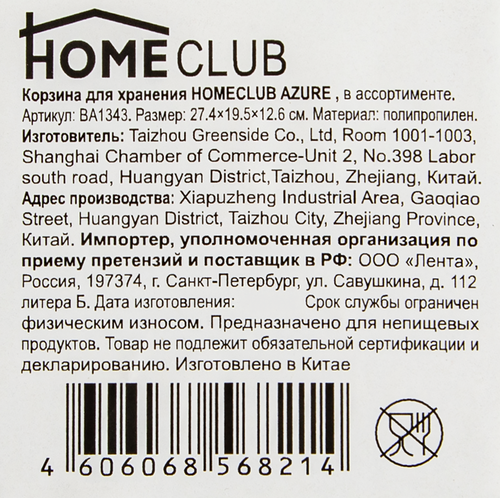 HOMECLUB
Корзина для хранения HOMECLUB AZURE , в ассортименте.
Артикул: BA1343. Размер: 27.4×19.5×12.6 см. Материал: полипропилен.
Изготовитель: Taizhou Greenside Co., Ltd, Room 1001-1003,
Shanghai Chamber of Commerce-Unit 2, No.398 Labor
south road, Huangyan District,Taizhou, Zhejiang, Китай.
Адрес производства: Xiapuzheng Industrial Area, Gaoqiao
Street, Huangyan District, Taizhou City, Zhejiang Province,
Китай. Импортер, уполномоченная организация по
приему претензий и поставщик в РФ: ООО «Лента»,
Россия, 197374, г. Санкт-Петербург, ул. Савушкина, д. 112
литера Б. Дата изготовления: Срок службы ограничен
физическим износом. Предназначено для непищевых
продуктов. Товар не подлежит обязательной сертификации и
декларированию. Изготовлено в Китае
4 606068 568214